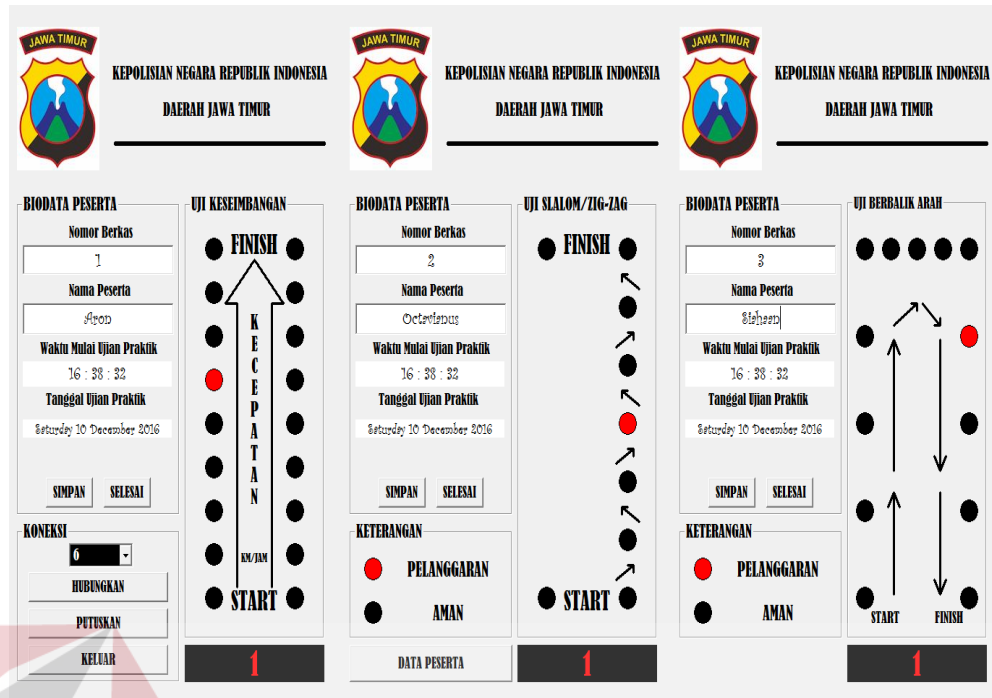 JAWA TIMUR
KEPOLISIAN NEGARA REPUBLIK INDONESIA
DAERAH JAWA TIMUR
BIODATA PESERTA
Nomor Berkas
1
Nama Peserta
Aron
Waktu Mulai Ujian Praktik
16 : 38 : 32
Tanggal Ujian Praktik
Saturday 10 December 2016
SIMPAN SELESAI
KONEKSI
6
HUBUNGKAN
PUTUSKAN
KELUAR
UJI KESEIMBANGAN
FINISH
KECEPATAN
KM/JAM
START
1
JAWA TIMUR
KEPOLISIAN NEGARA REPUBLIK INDONESIA
DAERAH JAWA TIMUR
BIODATA PESERTA
Nomor Berkas
2
Nama Peserta
Octavianus
Waktu Mulai Ujian Praktik
16 : 38 : 32
Tanggal Ujian Praktik
Saturday 10 December 2016
SIMPAN SELESAI
KETERANGAN
PELANGGARAN
AMAN
DATA PESERTA
UJI SLALOM/ZIG-ZAG
FINISH
START
1
JAWA TIMUR
KEPOLISIAN NEGARA REPUBLIK INDONESIA
DAERAH JAWA TIMUR
BIODATA PESERTA
Nomor Berkas
3
Nama Peserta
Siahaan
Waktu Mulai Ujian Praktik
16 : 38 : 32
Tanggal Ujian Praktik
Saturday 10 December 2016
SIMPAN SELESAI
KETERANGAN
PELANGGARAN
AMAN
UJI BERBALIK ARAH
START FINISH
1